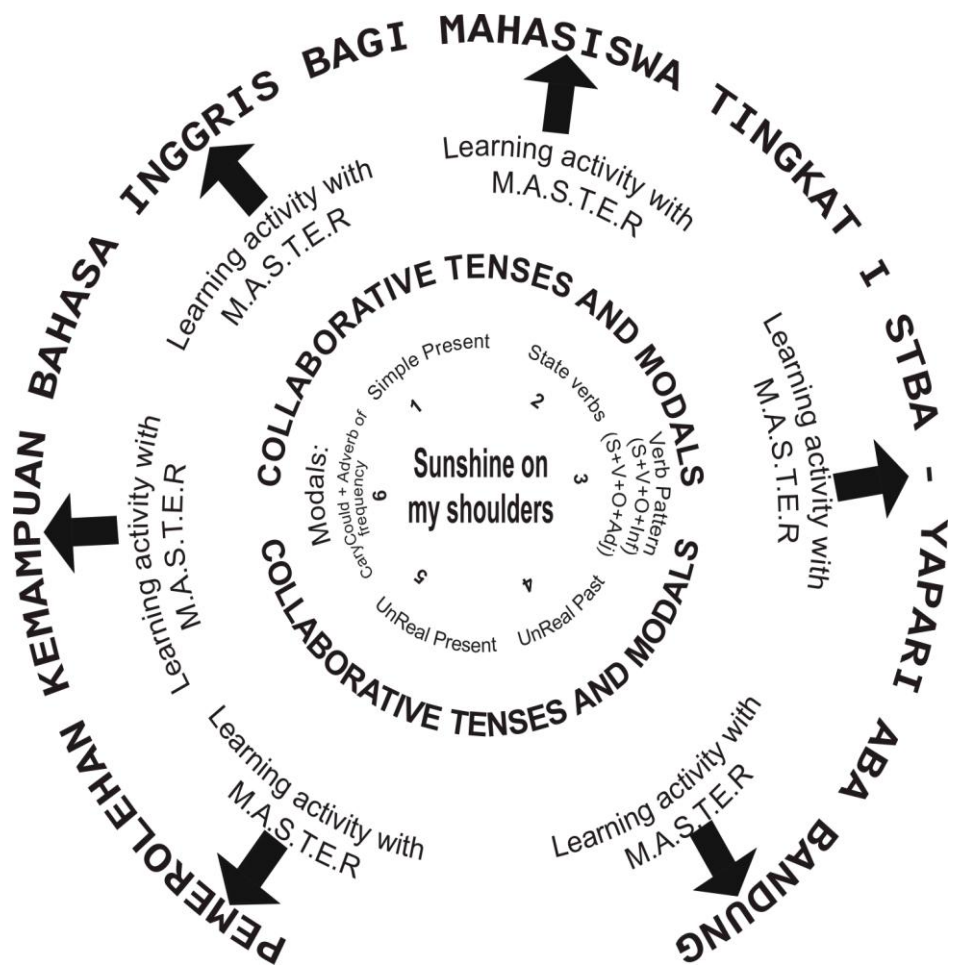 PEMEROLEHAN KEMAMPUAN BAHASA INGGRIS BAGI MAHASISWA TINGKAT I STBA - YAPARI ABA BANDUNG
Learning activity with
M.A.S.T.E.R
Learning activity with
M.A.S.T.E.R
Learning activity with
M.A.S.T.E.R
Learning activity with
M.A.S.T.E.R
Learning activity with
M.A.S.T.E.R
Learning activity with
M.A.S.T.E.R
COLLABORATIVE TENSES AND MODALS
Simple Present
1
State verbs
2
Verb Pattern
(S+V+O+Inf)
(S+V+O+Adj)
3
UnReal Past
4
UnReal Present
5
Modals:
CaryCould + Adverb of
frequency
6
Sunshine on
my shoulders
COLLABORATIVE TENSES AND MODALS